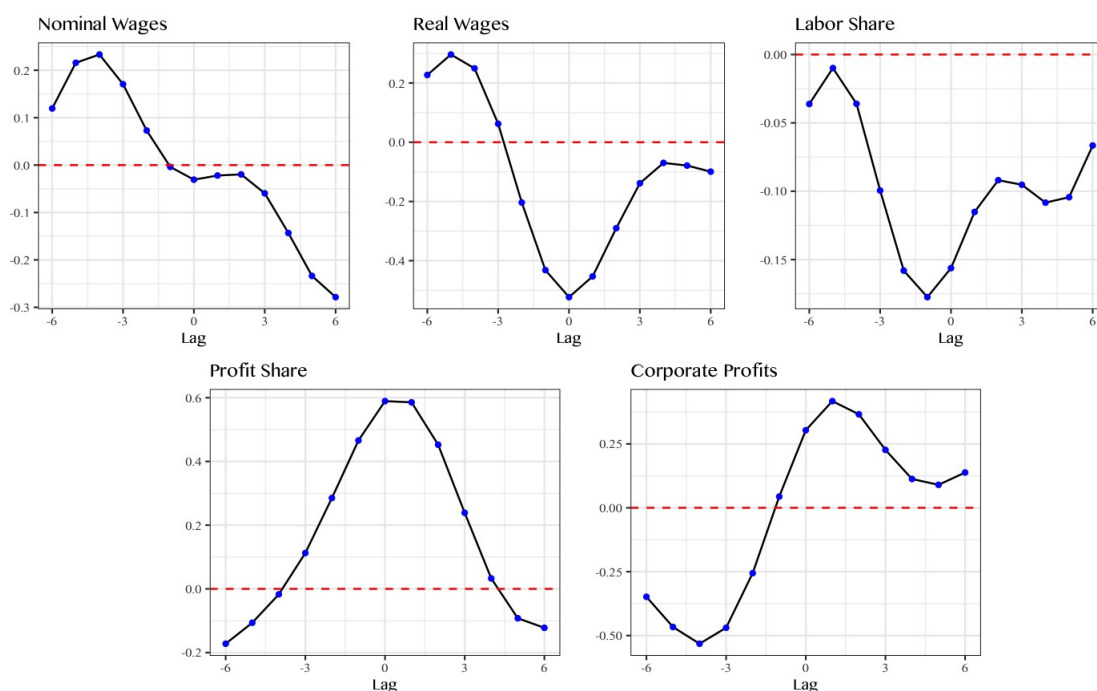 Nominal Wages
0.2
0.1
0.0
-0.1
-0.2
-0.3
-6 -3 0 3 6
Lag
Real Wages
0.2
0.0
-0.2
-0.4
-6 -3 0 3 6
Lag
Labor Share
0.00
-0.05
-0.10
-0.15
-6 -3 0 3 6
Lag
Profit Share
0.6
0.4
0.2
0.0
-0.2
-6 -3 0 3 6
Lag
Corporate Profits
0.25
0.00
-0.25
-0.50
-6 -3 0 3 6
Lag